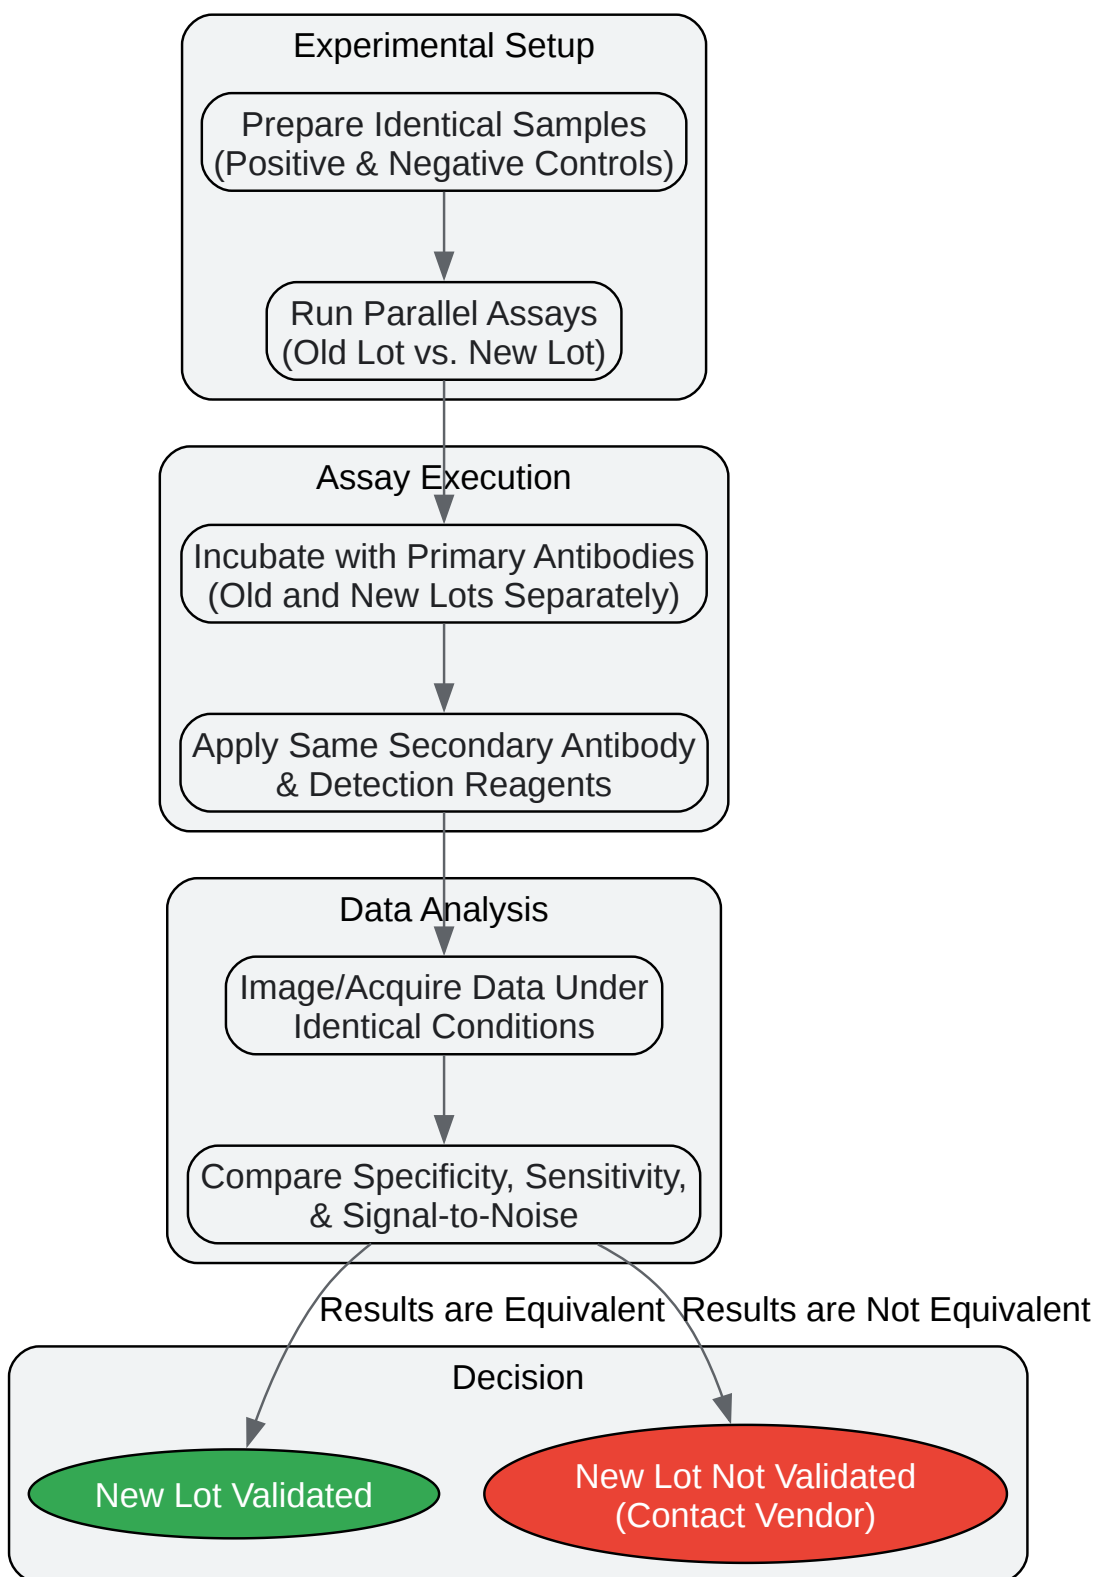 Experimental Setup
Prepare Identical Samples
(Positive & Negative Controls)
Run Parallel Assays
(Old Lot vs. New Lot)
Assay Execution
Incubate with Primary Antibodies
(Old and New Lots Separately)
Apply Same Secondary Antibody
& Detection Reagents
Data Analysis
Image/Acquire Data Under
Identical Conditions
Compare Specificity, Sensitivity,
& Signal-to-Noise
Results are Equivalent
Results are Not Equivalent
Decision
New Lot Validated
New Lot Not Validated
(Contact Vendor)